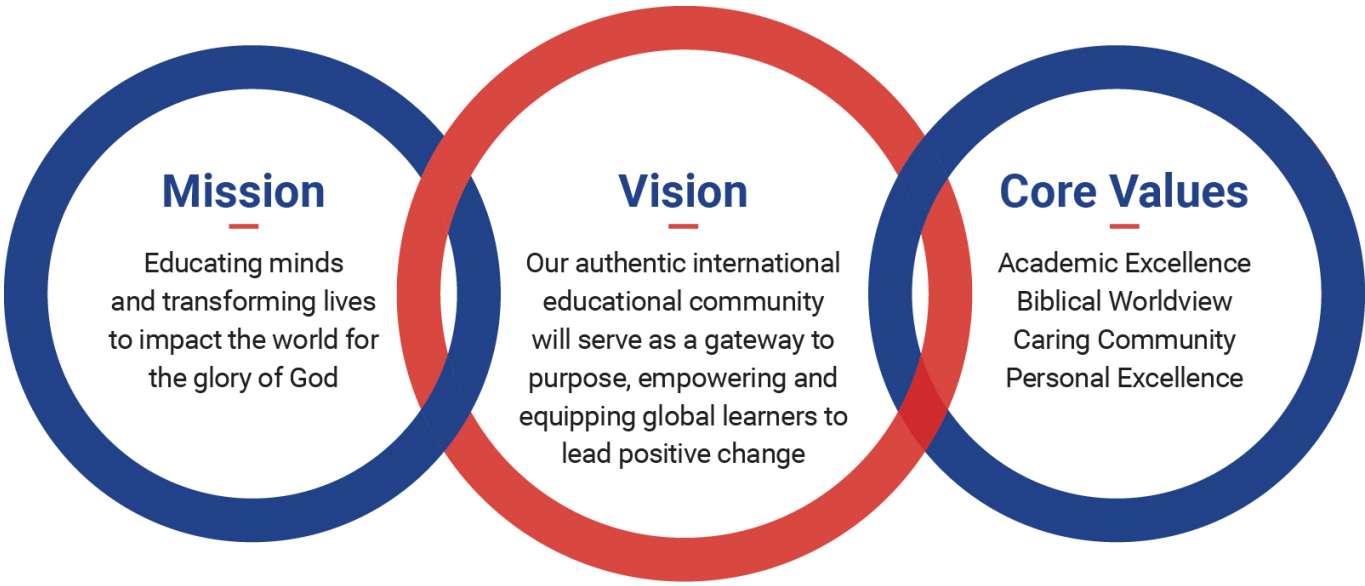 Mission
Educating minds
and transforming lives
to impact the world for
the glory of God
Vision
Our authentic international
educational community
will serve as a gateway to
purpose, empowering and
equipping global learners to
lead positive change
Core Values
Academic Excellence
Biblical Worldview
Caring Community
Personal Excellence